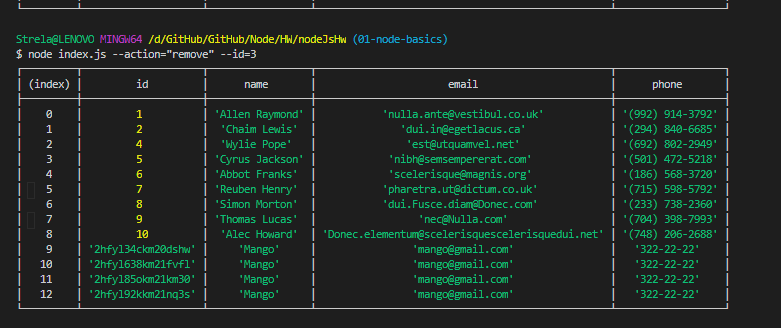 Strela@LENOVO MINGW64 /d/GitHub/GitHub/Node/HW/nodeJsHw (01-node-basics)
$ node index.js --action="remove" --id=3
(index) id name email phone
0 1 'Allen Raymond' 'nulla.ante@vestibul.co.uk' '(992) 914-3792'
1 2 'Chaim Lewis' 'dui.in@egetlacus.ca' '(294) 840-6685'
2 4 'Wylie Pope' 'est@utquamvel.net' '(692) 802-2949'
3 5 'Cyrus Jackson' 'nibh@semsempererat.com' '(501) 472-5218'
4 6 'Abbot Franks' 'scelerisque@magnis.org' '(186) 568-3720'
5 7 'Reuben Henry' 'pharetra.ut@dictum.co.uk' '(715) 598-5792'
6 8 'Simon Morton' 'dui.Fusce.diam@Donec.com' '(233) 738-2360'
7 9 'Thomas Lucas' 'nec@Nulla.com' '(704) 398-7993'
8 10 'Alec Howard' 'Donec.elementum@scelerisquescelerisquedui.net' '(748) 206-2688'
9 '2hfyl34ckm20dshw' 'Mango' 'mango@gmail.com' '322-22-22'
10 '2hfyl638km21fvfl' 'Mango' 'mango@gmail.com' '322-22-22'
11 '2hfyl85okm21km30' 'Mango' 'mango@gmail.com' '322-22-22'
12 '2hfyl92kkm21nq3s' 'Mango' 'mango@gmail.com' '322-22-22'